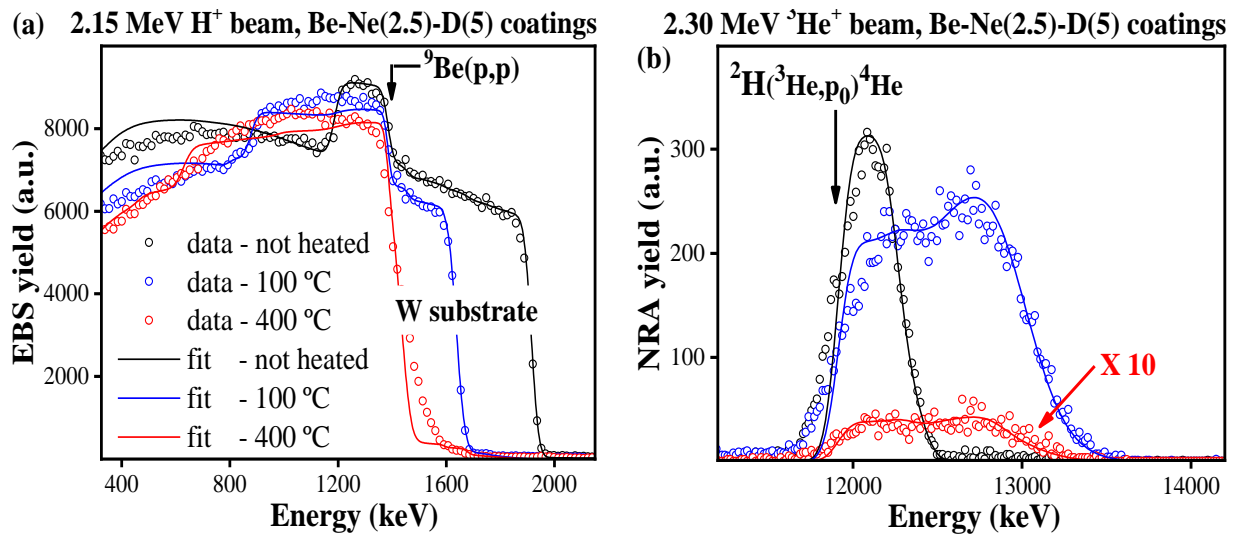 (a) 2.15 MeV H⁺ beam, Be-Ne(2.5)-D(5) coatings
⁹Be(p,p)
8000
6000
4000
2000
EBS yield (a.u.)
data - not heated
data - 100 ºC
data - 400 ºC
fit - not heated
fit - 100 ºC
fit - 400 ºC
W substrate
400 800 1200 1600 2000
Energy (keV)
2.30 MeV ³He⁺ beam, Be-Ne(2.5)-D(5) coatings
(b)
²H(³He,p₀)⁴He
300
200
100
NRA yield (a.u.)
X 10
12000 13000 14000
Energy (keV)